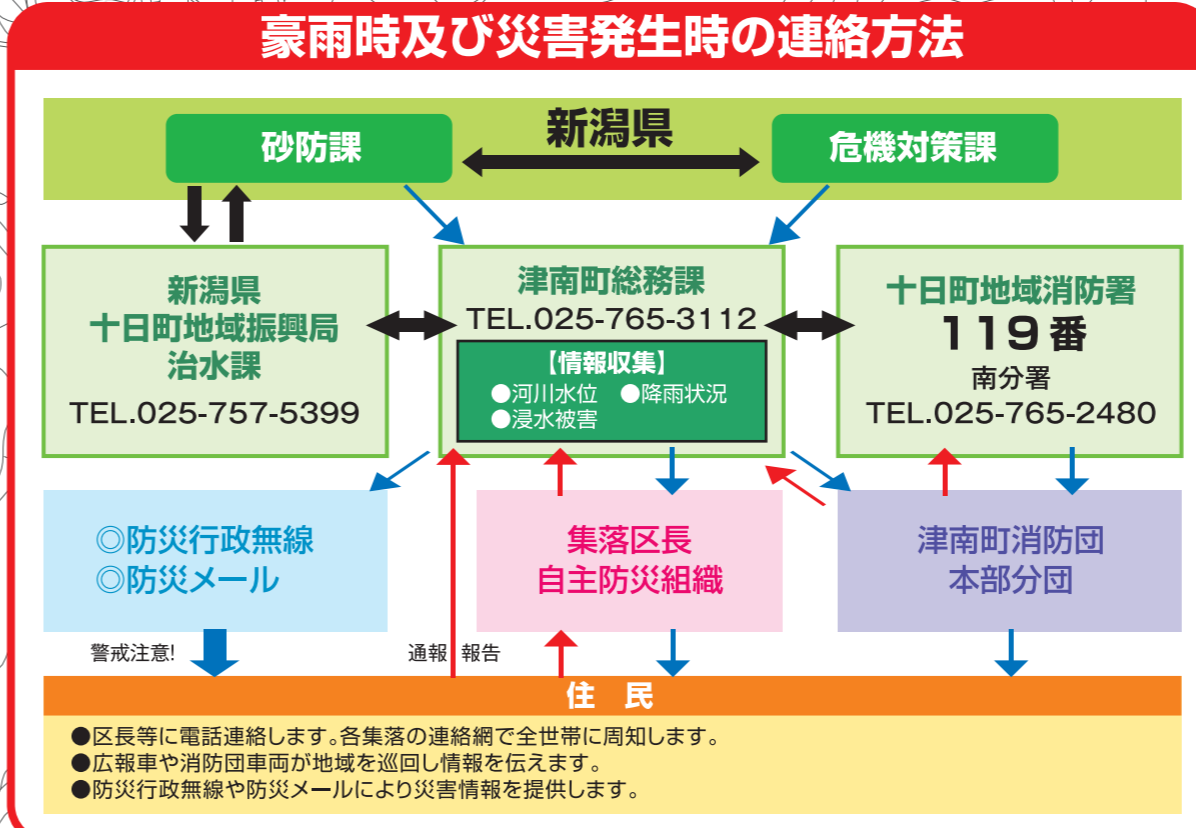 豪雨時及び災害発生時の連絡方法
新潟県
砂防課
危機対策課
新潟県
十日町地域振興局
治水課
TEL.025-757-5399
津南町総務課
TEL.025-765-3112
【情報収集】
●河川水位 ●降雨状況
●浸水被害
十日町地域消防署
119番
南分署
TEL.025-765-2480
◎防災行政無線
◎防災メール
集落区長
自主防災組織
津南町消防団
本部分団
警戒注意!
通報 報告
住 民
●区長等に電話連絡します。各集落の連絡網で全世帯に周知します。
●広報車や消防団車両が地域を巡回し情報を伝えます。
●防災行政無線や防災メールにより災害情報を提供します。